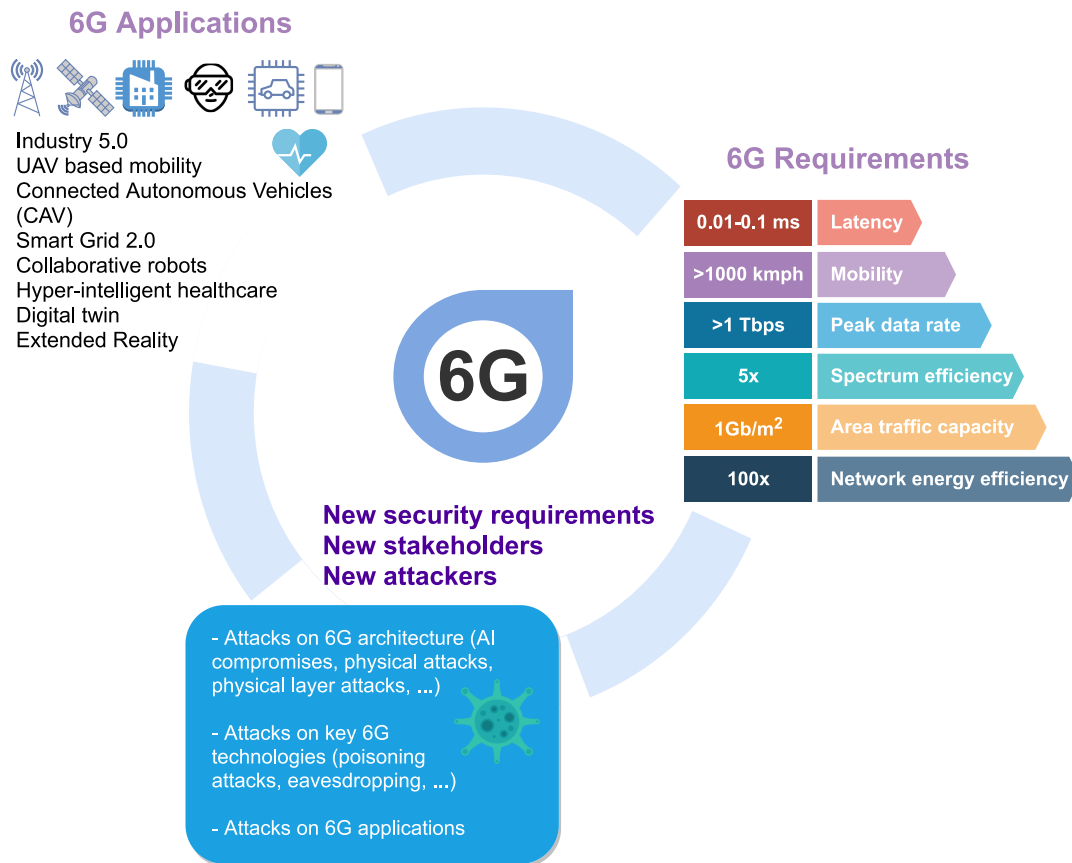 6G Applications
Industry 5.0
UAV based mobility
Connected Autonomous Vehicles
(CAV)
Smart Grid 2.0
Collaborative robots
Hyper-intelligent healthcare
Digital twin
Extended Reality
6G Requirements
0.01-0.1 ms Latency
>1000 kmph Mobility
>1 Tbps Peak data rate
5x Spectrum efficiency
1Gb/m² Area traffic capacity
100x Network energy efficiency
6G
New security requirements
New stakeholders
New attackers
- Attacks on 6G architecture (AI
compromises, physical attacks,
physical layer attacks, ...)
- Attacks on key 6G
technologies (poisoning
attacks, eavesdropping, ...)
- Attacks on 6G applications